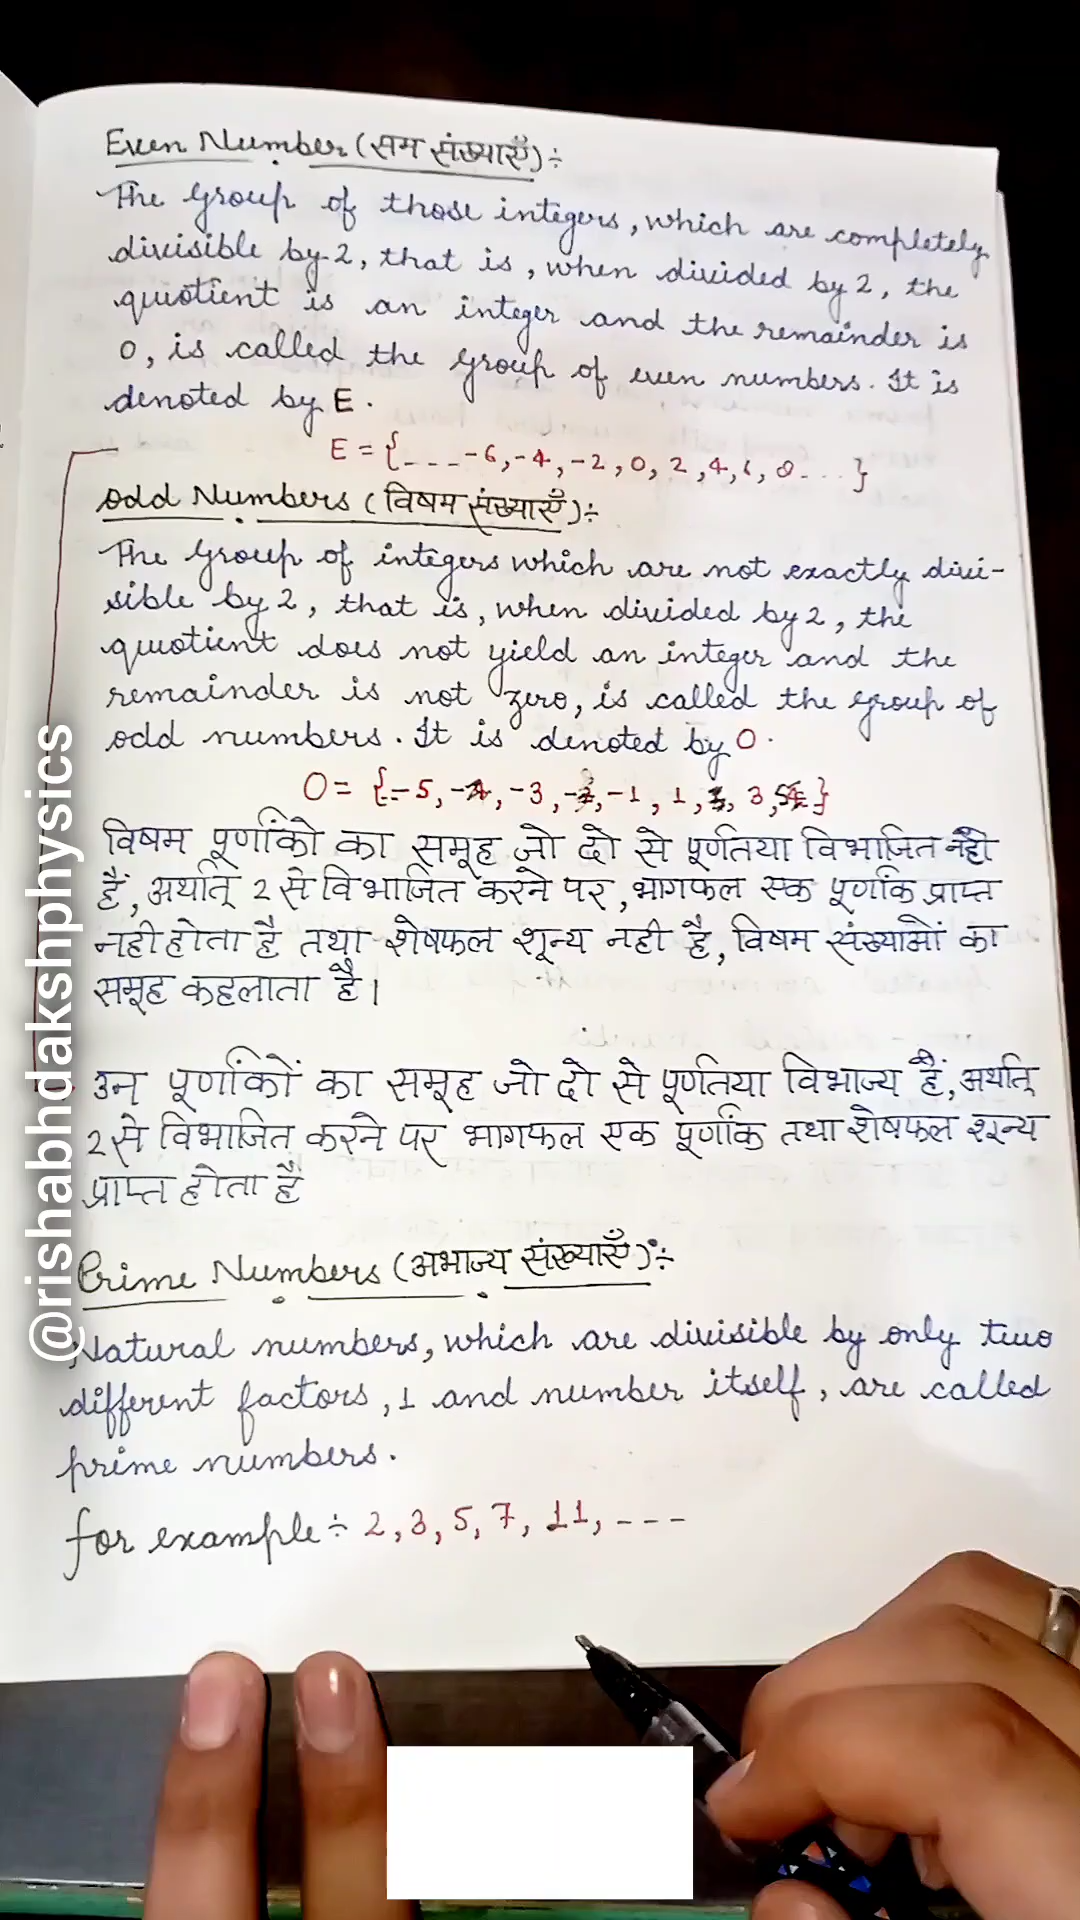 Even Number (सम संख्याएँ) ÷
The group of those integers, which are completely
divisible by 2, that is, when divided by 2, the
quotient is an integer and the remainder is
0, is called the group of even numbers. It is
denoted by E.
E = {---- -6, -4, -2, 0, 2, 4, 6, 8 - - - }
Odd Numbers (विषम संख्याएँ) ÷
The group of integers which are not exactly divi-
sible by 2, that is, when divided by 2, the
quotient does not yield an integer and the
remainder is not zero, is called the group of
odd numbers. It is denoted by O.
O = {-- -5, -3, -1, 1, 3, 5 }
विषम पूर्णांको का समूह जो दो से पूर्णतया विभाजित नही
हैं, अर्थात् 2 से विभाजित करने पर, भागफल एक पूर्णांक प्राप्त
नही होता है तथा शेषफल शून्य नही है, विषम संख्याओं का
समूह कहलाता है।
उन पूर्णांकों का समूह जो दो से पूर्णतया विभाज्य हैं, अर्थात्
2 से विभाजित करने पर भागफल एक पूर्णांक तथा शेषफल शून्य
प्राप्त होता है
Prime Numbers (अभाज्य संख्याएँ) ÷
Natural numbers, which are divisible by only two
different factors, 1 and number itself, are called
prime numbers.
for example ÷ 2, 3, 5, 7, 11, ---
@rishabhdakshphysics